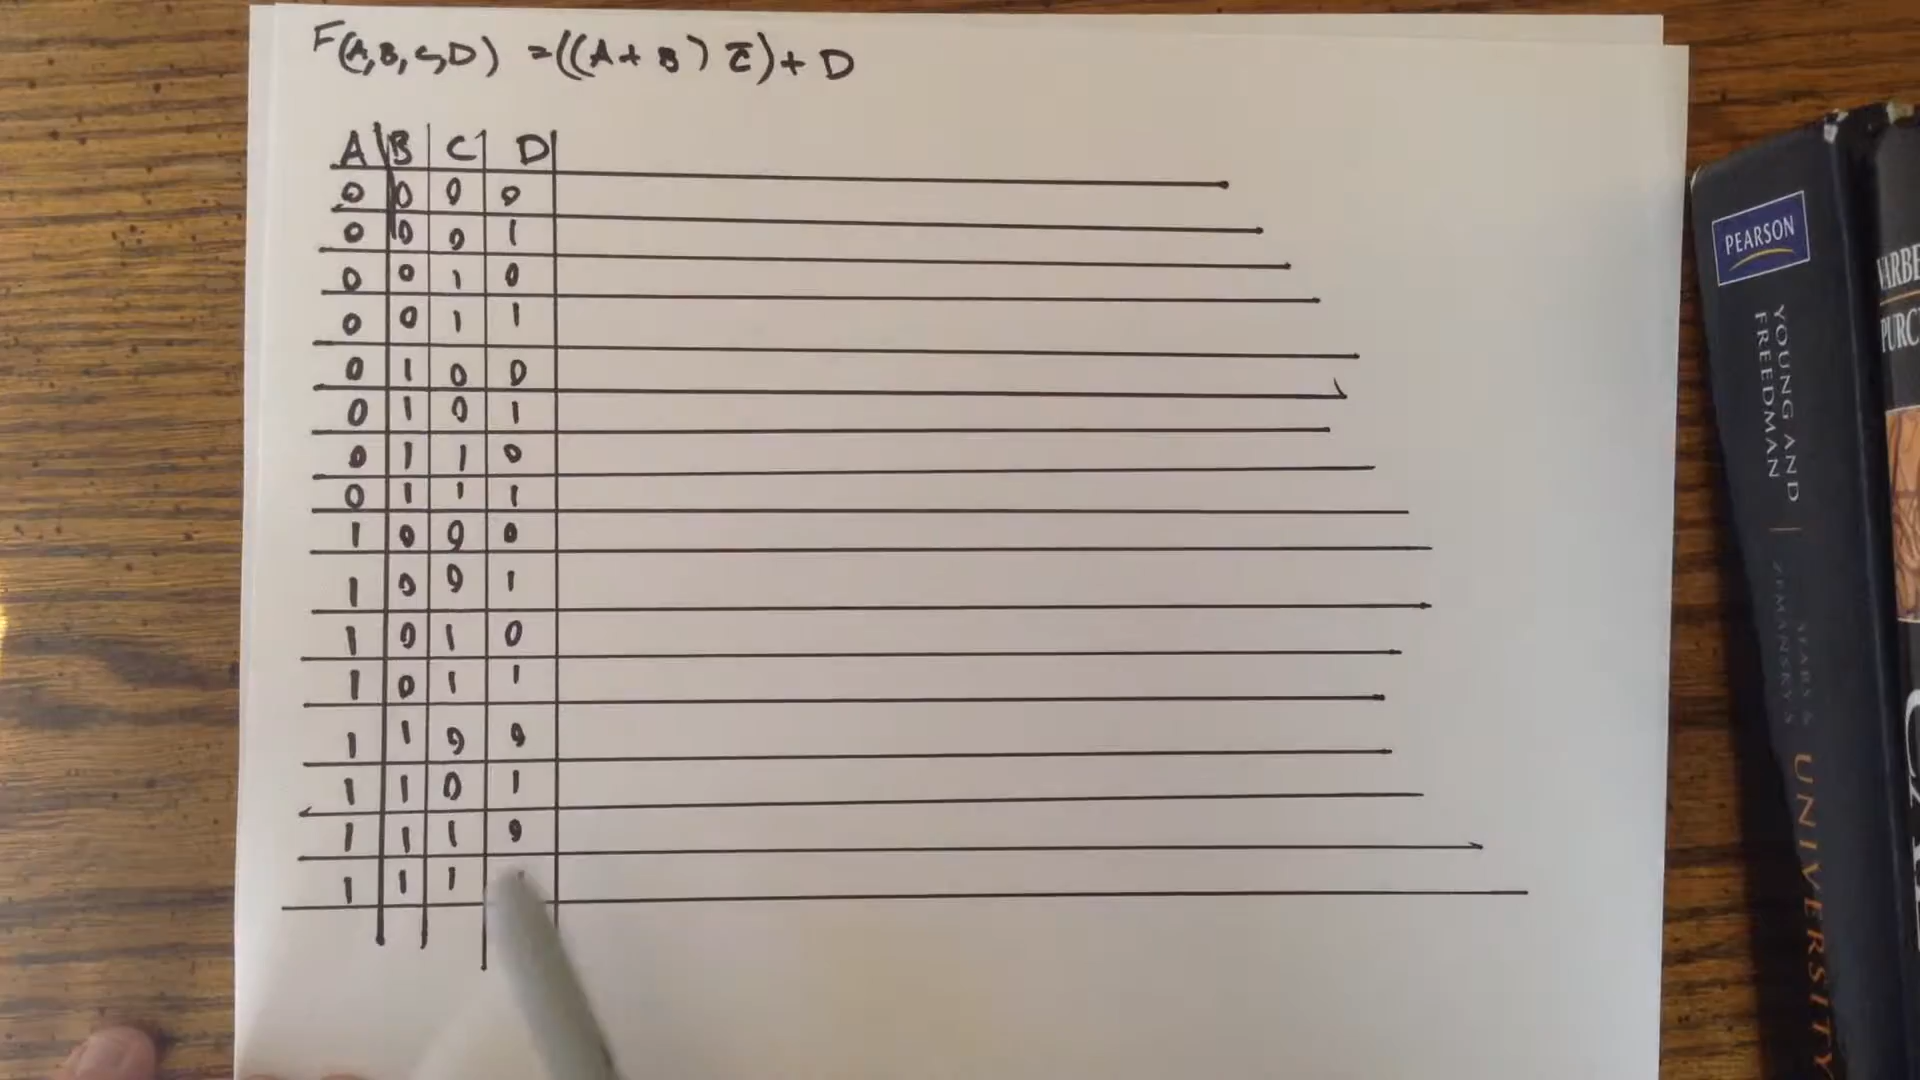 F(A,B,C,D) =((A+B) C̅)+D
A B C D
0 0 0 0
0 0 0 1
0 0 1 0
0 0 1 1
0 1 0 0
0 1 0 1
0 1 1 0
0 1 1 1
1 0 0 0
1 0 0 1
1 0 1 0
1 0 1 1
1 1 0 0
1 1 0 1
1 1 1 0
1 1 1
PEARSON
YOUNG AND
FREEDMAN
SEARS &
ZEMANSKY'S
UNIVERSITY
PURC